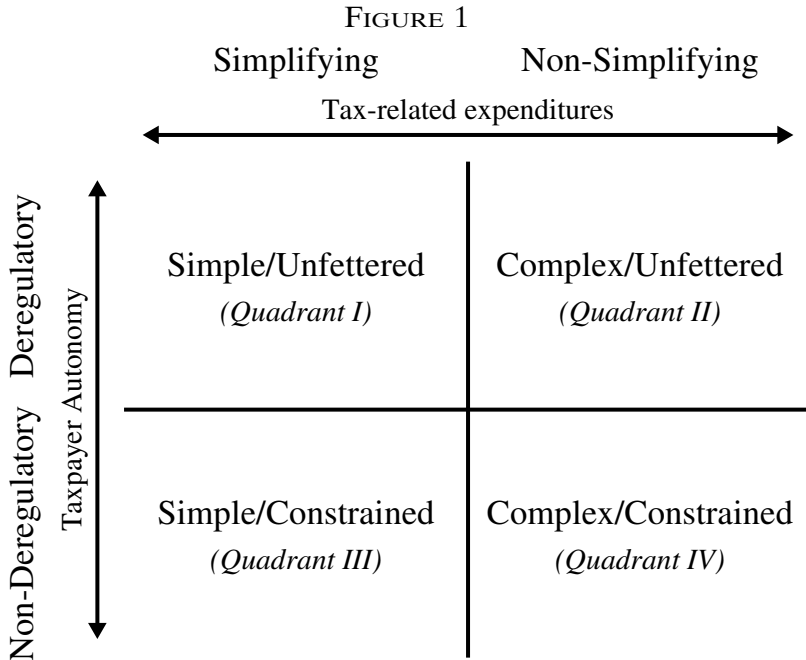 FIGURE 1
Simplifying Non-Simplifying
Tax-related expenditures
Non-Deregulatory Deregulatory
Taxpayer Autonomy
Simple/Unfettered Complex/Unfettered
(Quadrant I) (Quadrant II)
Simple/Constrained Complex/Constrained
(Quadrant III) (Quadrant IV)